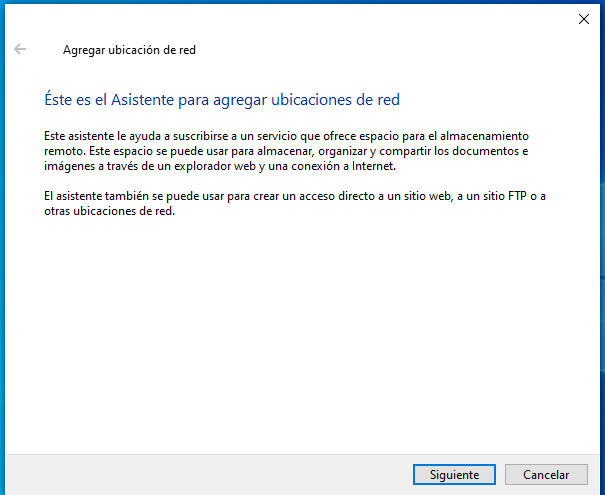 Agregar ubicación de red
Éste es el Asistente para agregar ubicaciones de red
Este asistente le ayuda a suscribirse a un servicio que ofrece espacio para el almacenamiento
remoto. Este espacio se puede usar para almacenar, organizar y compartir los documentos e
imágenes a través de un explorador web y una conexión a Internet.
El asistente también se puede usar para crear un acceso directo a un sitio web, a un sitio FTP o a
otras ubicaciones de red.
Siguiente
Cancelar